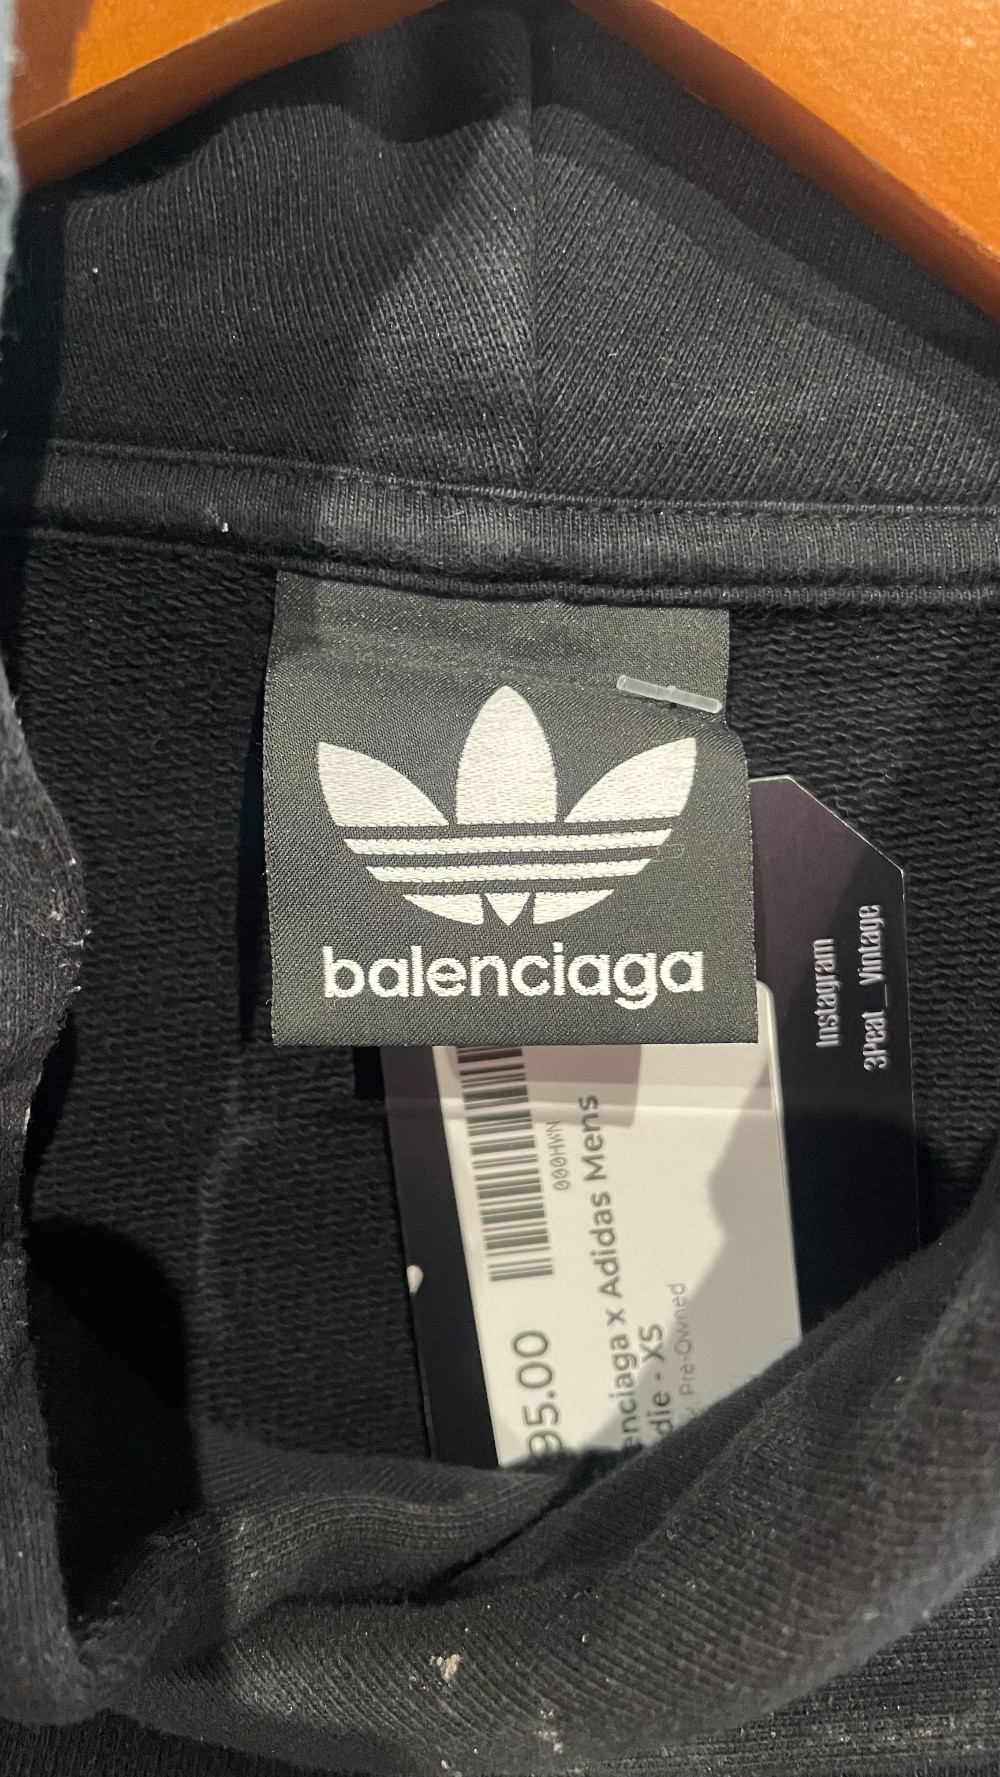 balenciaga
Instagram
3Peat_Vintage
000HWN
95.00
enciaga x Adidas Mens
die - XS
Pre-Owned